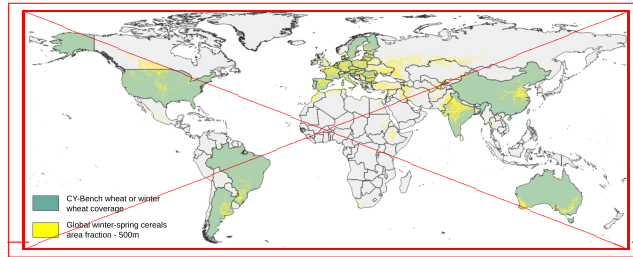 CY-Bench wheat or winter
wheat coverage
Global winter-spring cereals
area fraction - 500m